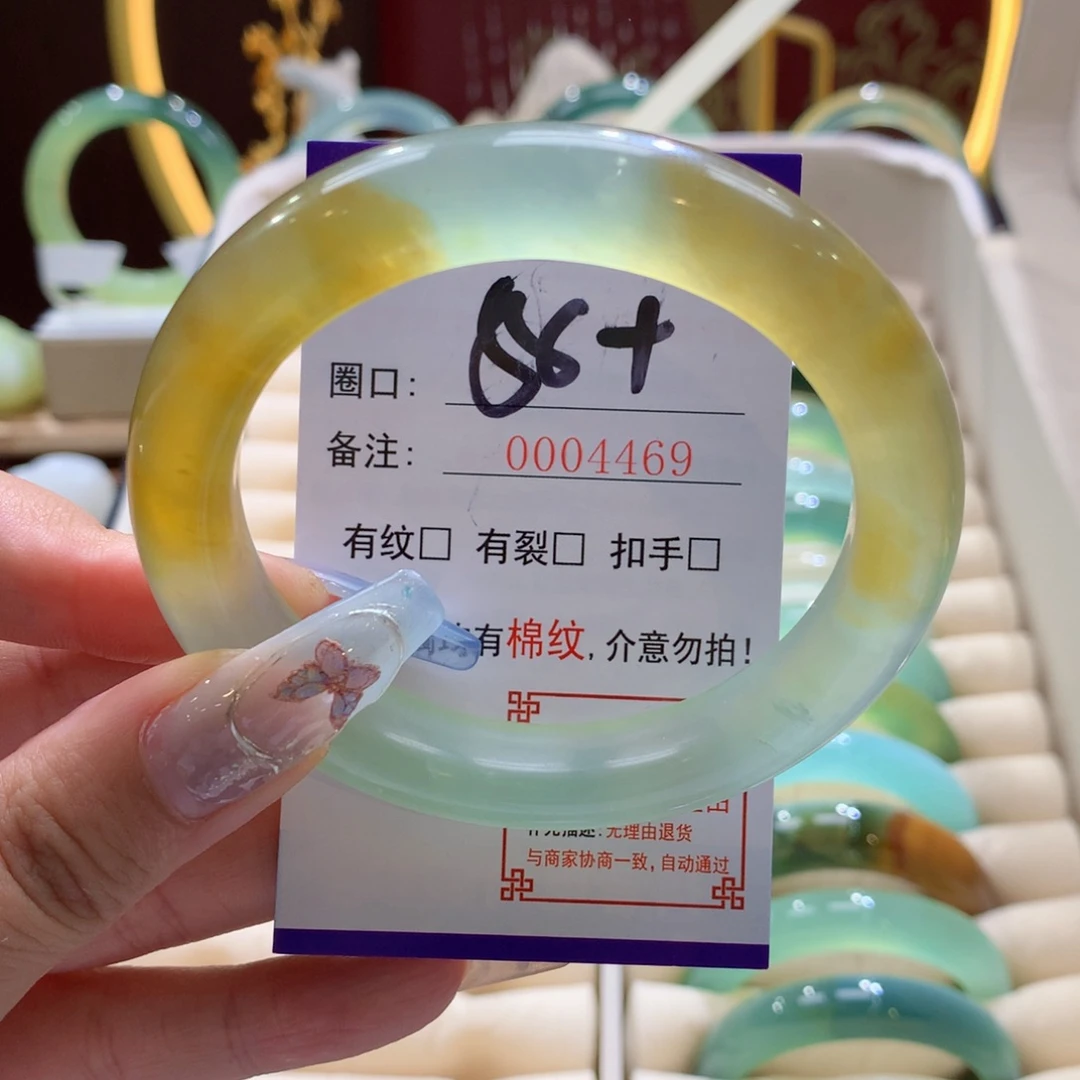 圈口: 56+
备注: 0004469
有纹□ 有裂□ 扣手□
有棉纹, 介意勿拍!
无理由退货
与商家协商一致, 自动通过